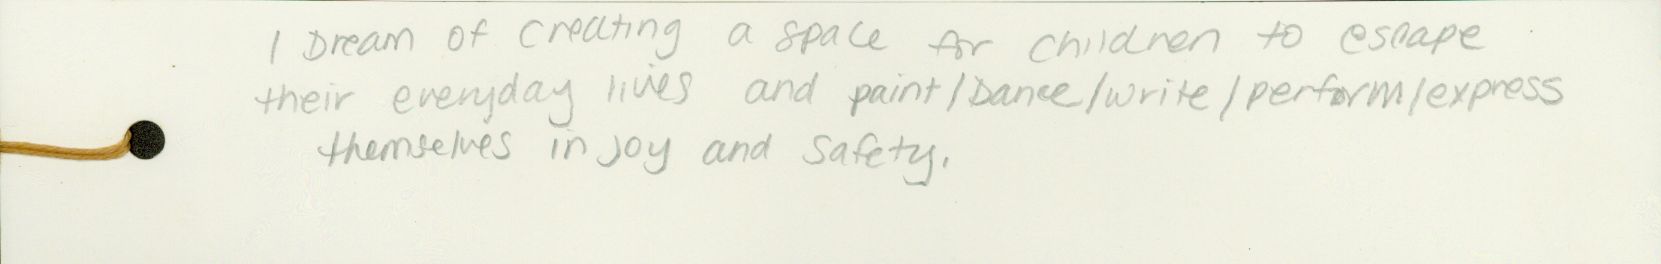 I Dream of creating a space for children to escape
their everyday lives and paint/Dance/write/perform/express
themselves in joy and safety.